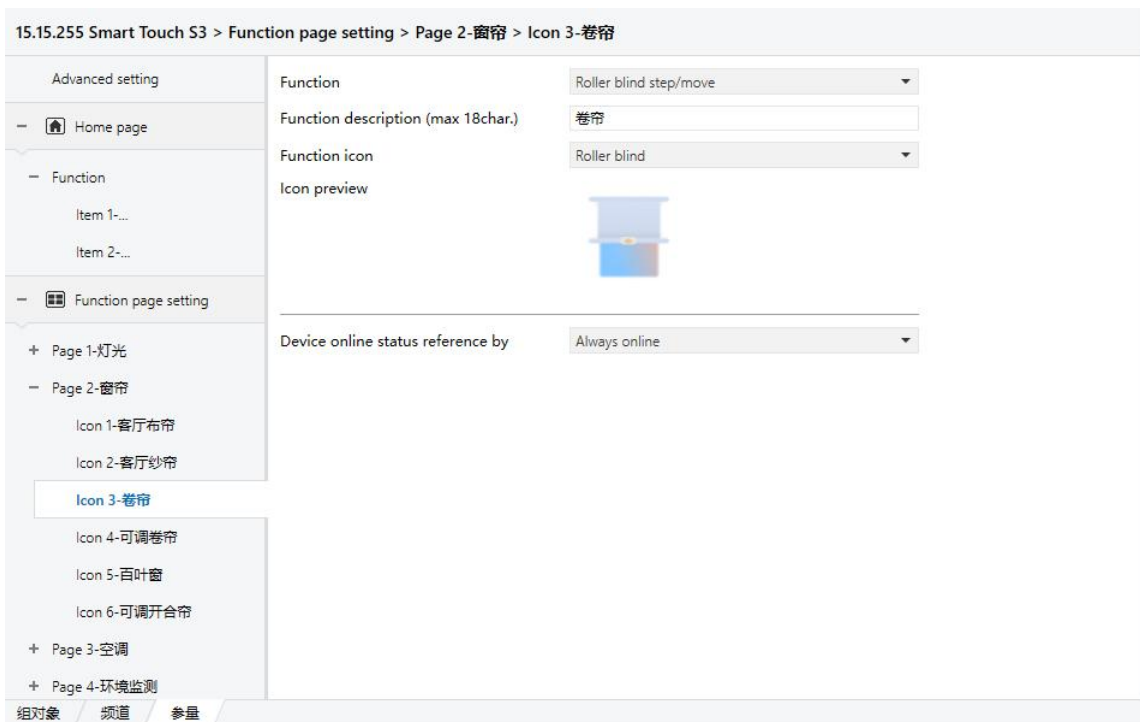 15.15.255 Smart Touch S3 > Function page setting > Page 2-窗帘 > Icon 3-卷帘
Advanced setting
Home page
Function
Item 1-...
Item 2-...
Function page setting
Page 1-灯光
Page 2-窗帘
Icon 1-客厅布帘
Icon 2-客厅纱帘
Icon 3-卷帘
Icon 4-可调卷帘
Icon 5-百叶窗
Icon 6-可调开合帘
Page 3-空调
Page 4-环境监测
Function
Roller blind step/move
Function description (max 18char.)
卷帘
Function icon
Roller blind
Icon preview
Device online status reference by
Always online
组对象 频道 参量